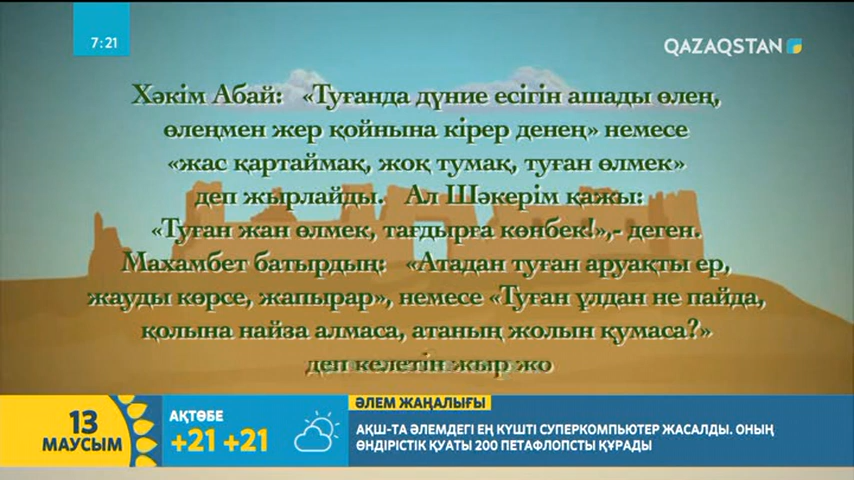 7:21
QAZAQSTAN
Хәкім Абай: «Туғанда дүние есігін ашады өлең,
өлеңмен жер қойнына кірер денең» немесе
«жас қартаймақ, жоқ тумақ, туған өлмек»
деп жырлайды. Ал Шәкерім қажы:
«Туған жан өлмек, тағдырға көнбек!»,- деген.
Махамбет батырдың: «Атадан туған аруақты ер,
жауды көрсе, жапырар», немесе «Туған ұлдан не пайда,
қолына найза алмаса, атаның жолын қумаса?»
деп келетін жыр жо
13
МАУСЫМ
АҚТӨБЕ
+21 +21
ӘЛЕМ ЖАҢАЛЫҒЫ
АҚШ-ТА ӘЛЕМДЕГІ ЕҢ КҮШТІ СУПЕРКОМПЬЮТЕР ЖАСАЛДЫ. ОНЫҢ
ӨНДІРІСТІК ҚУАТЫ 200 ПЕТАФЛОПСТЫ ҚҰРАДЫ